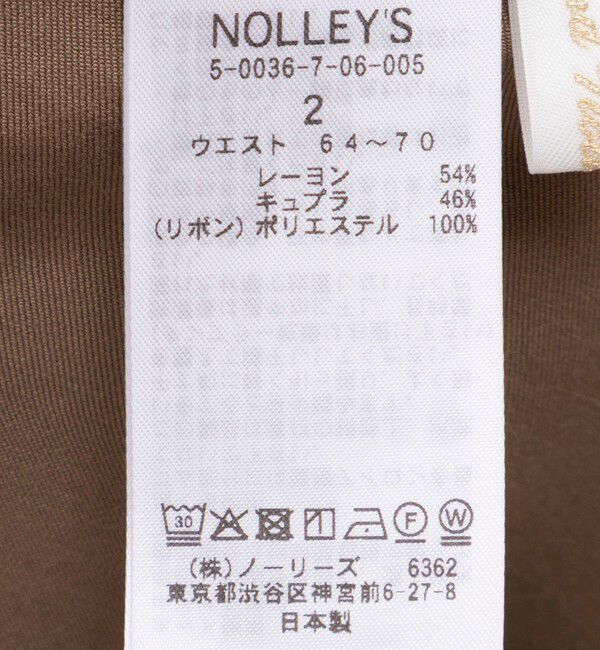 NOLLEY'S
5-0036-7-06-005
2
ウエスト 64～70
レーヨン 54%
キュプラ 46%
(リボン) ポリエステル 100%
30
F
W
(株)ノーリーズ 6362
東京都渋谷区神宮前6-27-8
日本製